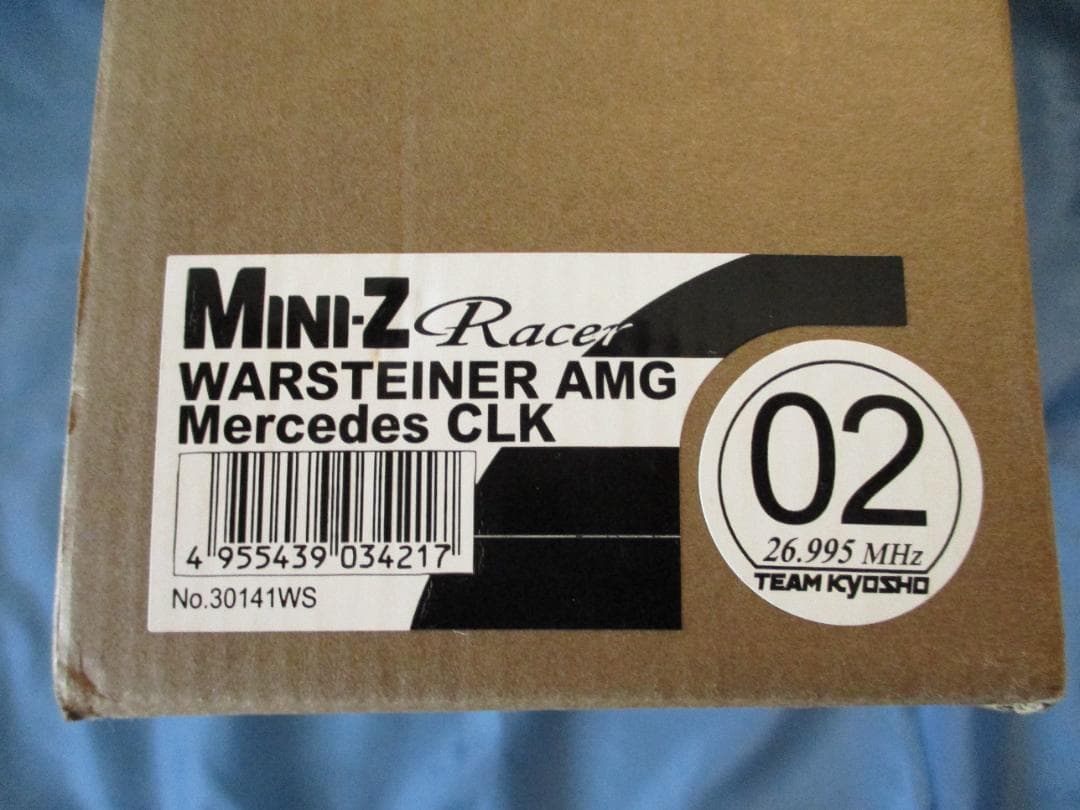 MINI-Z Racer
WARSTEINER AMG
Mercedes CLK
4 955439 034217
No.30141WS
02
26.995 MHz
TEAM KYOSHO